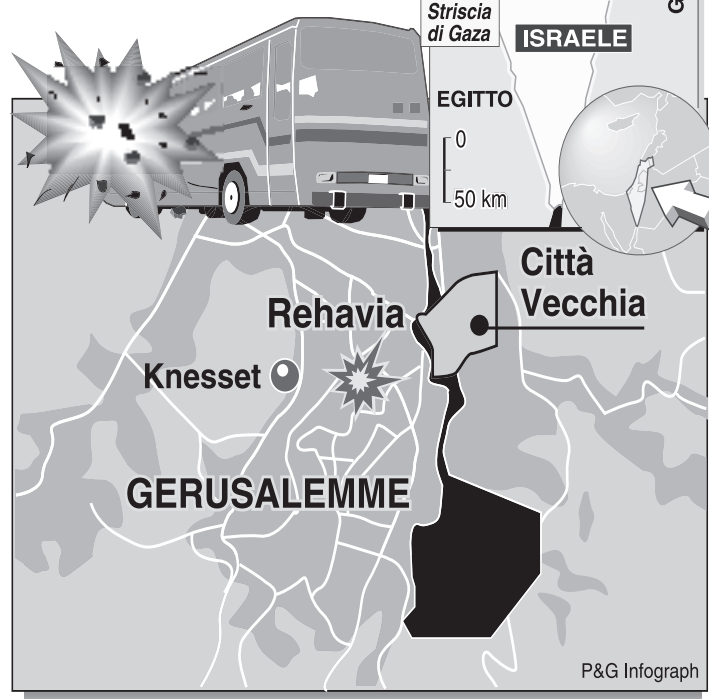 Striscia
di Gaza
ISRAELE
G
EGITTO
0
50 km
Città
Vecchia
Rehavia
Knesset
GERUSALEMME
P&G Infograph